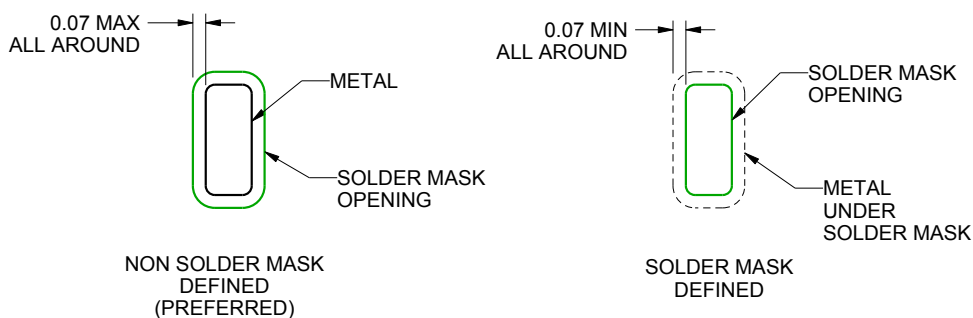 0.07 MAX
ALL AROUND
METAL
SOLDER MASK
OPENING
NON SOLDER MASK
DEFINED
(PREFERRED)
0.07 MIN
ALL AROUND
SOLDER MASK
OPENING
METAL
UNDER
SOLDER MASK
SOLDER MASK
DEFINED